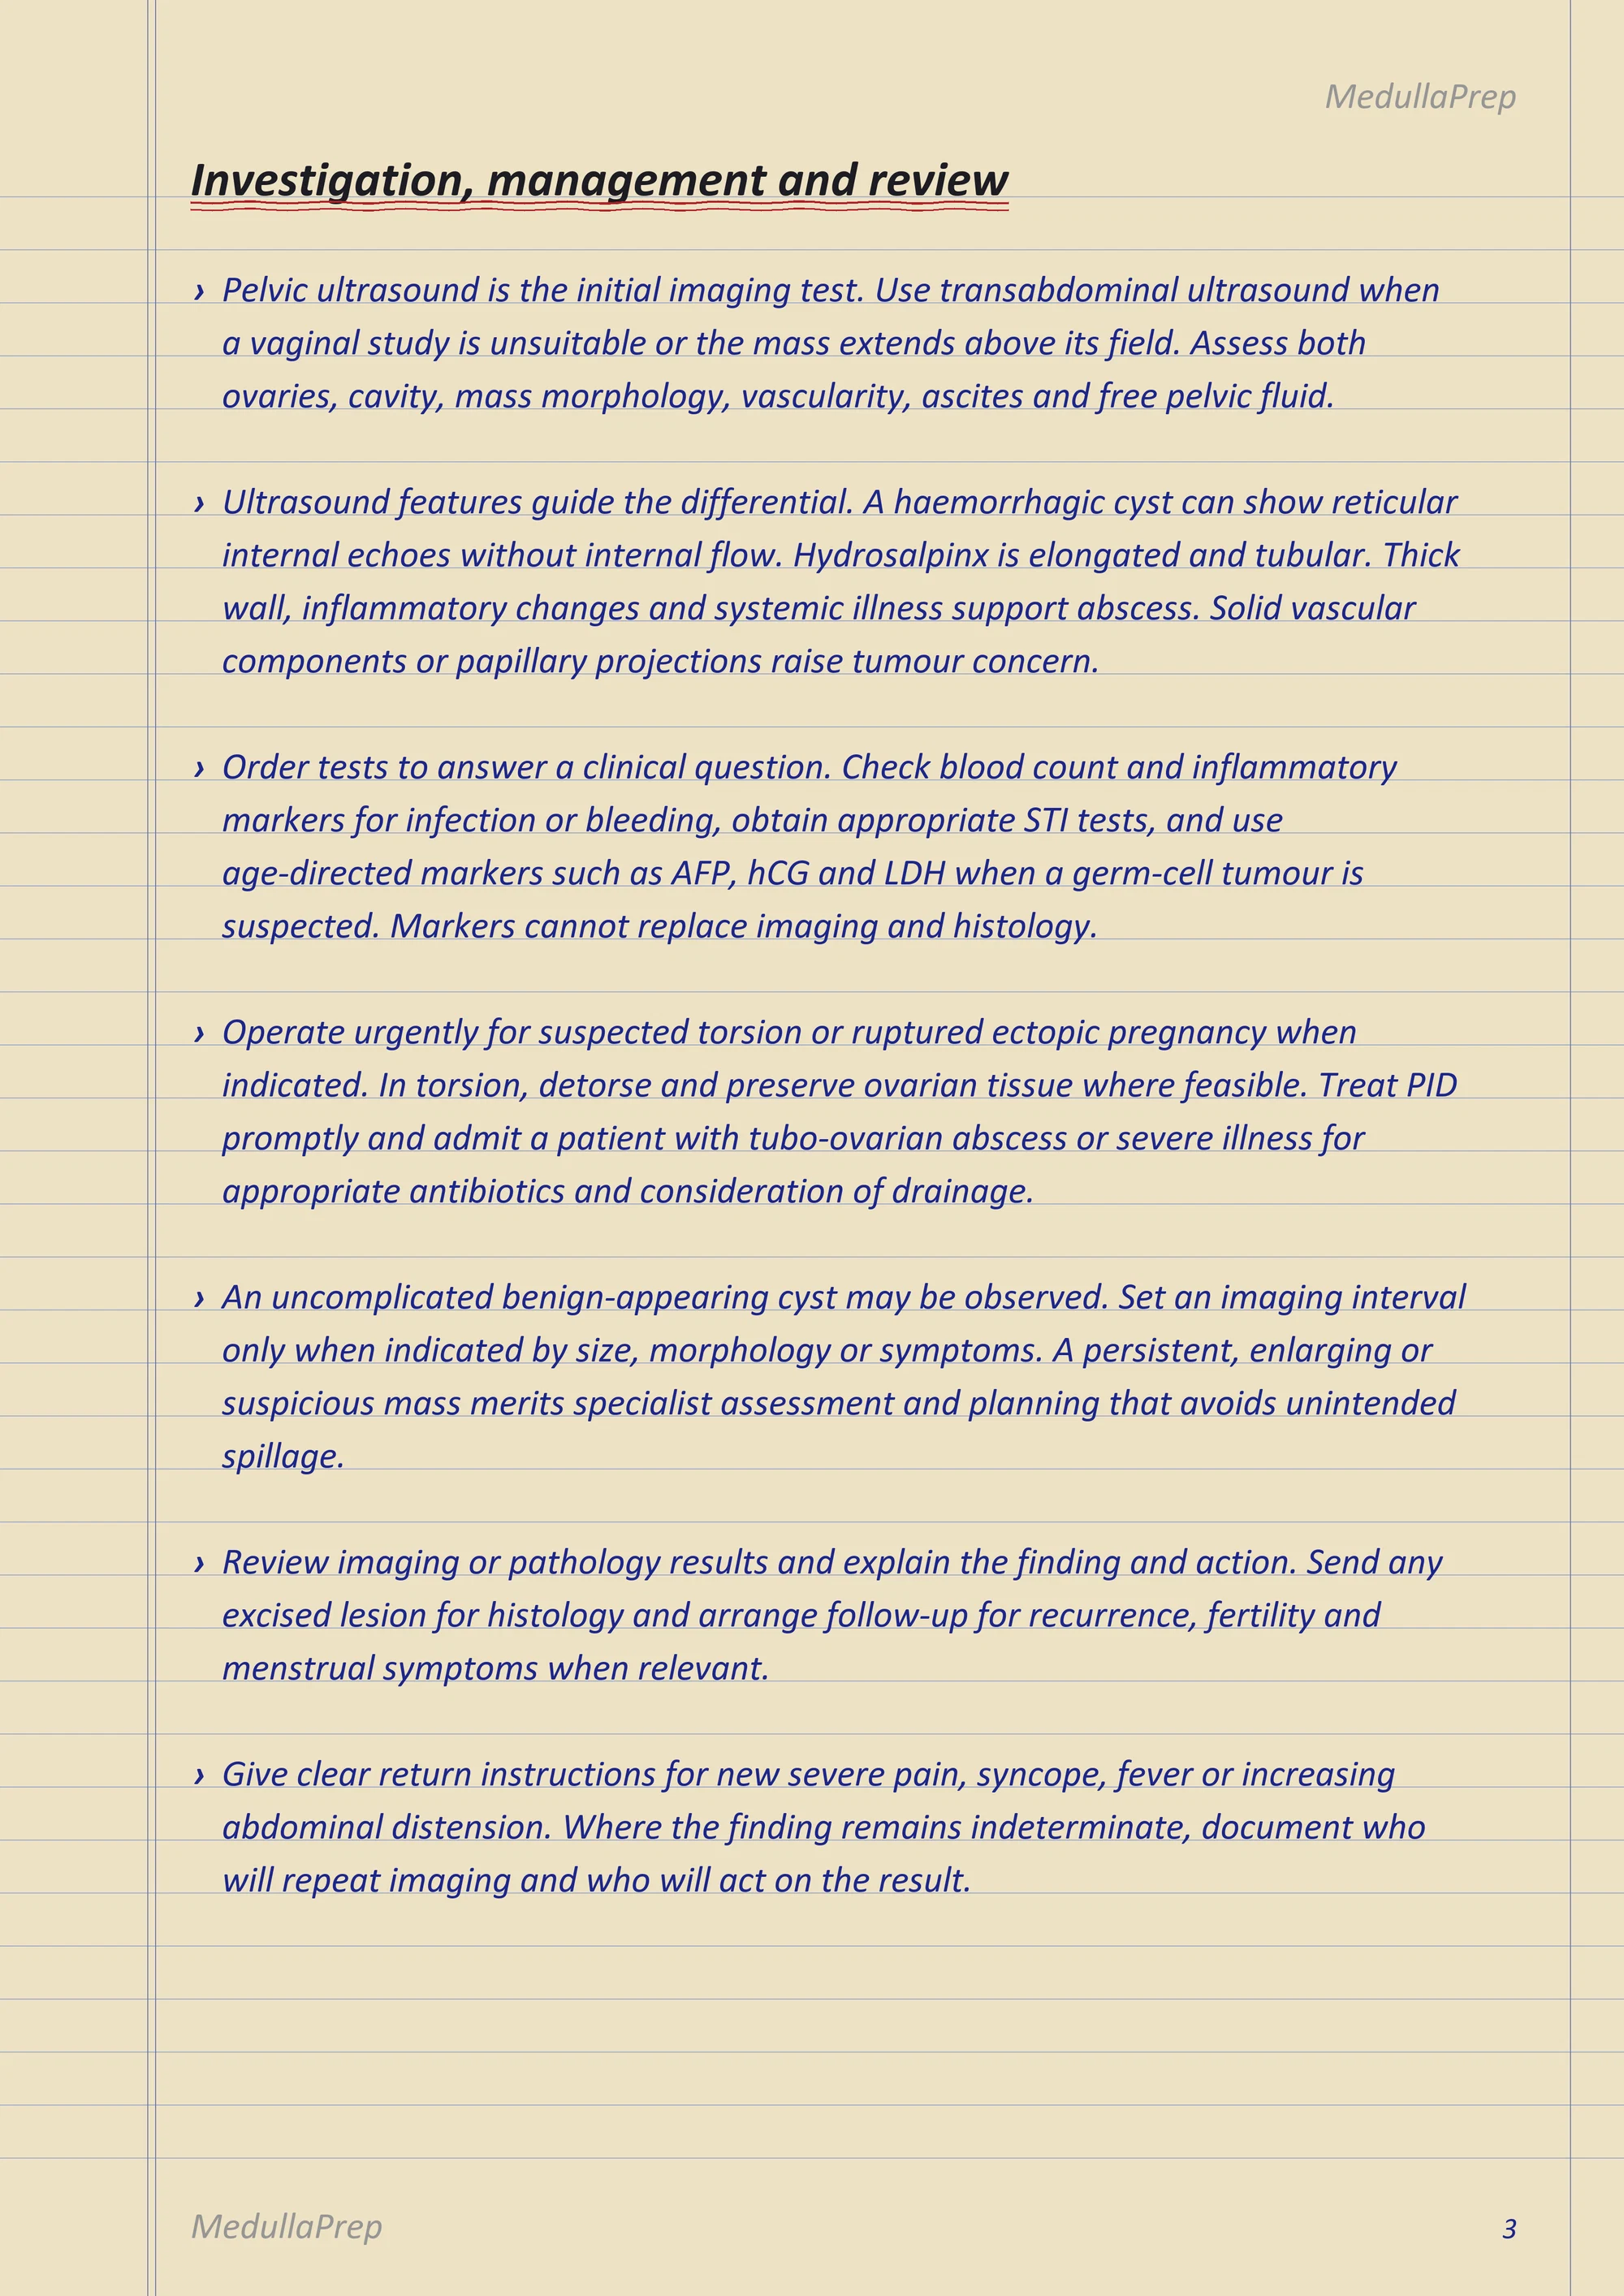 MedullaPrep
Investigation, management and review
› Pelvic ultrasound is the initial imaging test. Use transabdominal ultrasound when
a vaginal study is unsuitable or the mass extends above its field. Assess both
ovaries, cavity, mass morphology, vascularity, ascites and free pelvic fluid.
› Ultrasound features guide the differential. A haemorrhagic cyst can show reticular
internal echoes without internal flow. Hydrosalpinx is elongated and tubular. Thick
wall, inflammatory changes and systemic illness support abscess. Solid vascular
components or papillary projections raise tumour concern.
› Order tests to answer a clinical question. Check blood count and inflammatory
markers for infection or bleeding, obtain appropriate STI tests, and use
age-directed markers such as AFP, hCG and LDH when a germ-cell tumour is
suspected. Markers cannot replace imaging and histology.
› Operate urgently for suspected torsion or ruptured ectopic pregnancy when
indicated. In torsion, detorse and preserve ovarian tissue where feasible. Treat PID
promptly and admit a patient with tubo-ovarian abscess or severe illness for
appropriate antibiotics and consideration of drainage.
› An uncomplicated benign-appearing cyst may be observed. Set an imaging interval
only when indicated by size, morphology or symptoms. A persistent, enlarging or
suspicious mass merits specialist assessment and planning that avoids unintended
spillage.
› Review imaging or pathology results and explain the finding and action. Send any
excised lesion for histology and arrange follow-up for recurrence, fertility and
menstrual symptoms when relevant.
› Give clear return instructions for new severe pain, syncope, fever or increasing
abdominal distension. Where the finding remains indeterminate, document who
will repeat imaging and who will act on the result.
MedullaPrep
3